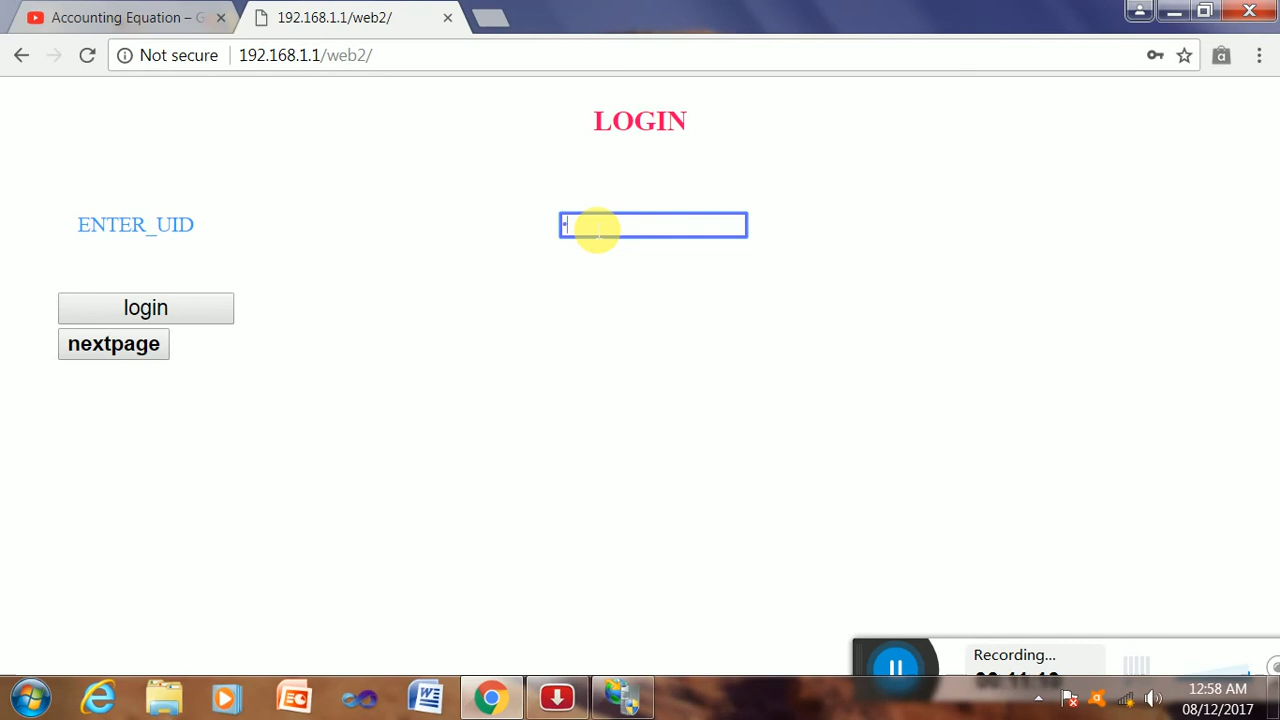 Accounting Equation – G
192.168.1.1/web2/
Not secure 192.168.1.1/web2/
LOGIN
ENTER_UID
login
nextpage
Recording...
12:58 AM
08/12/2017